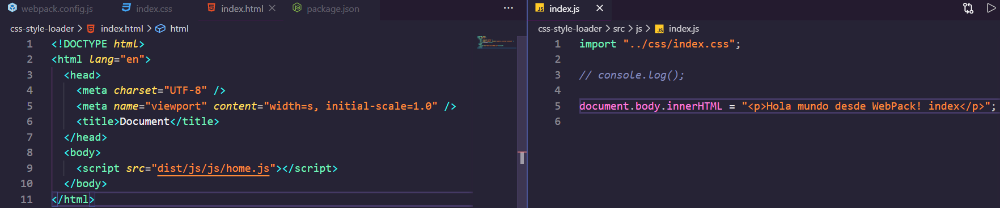 webpack.config.js index.css index.html package.json ...
css-style-loader > index.html > html
1 <!DOCTYPE html>
2 <html lang="en">
3 <head>
4 <meta charset="UTF-8" />
5 <meta name="viewport" content="width=s, initial-scale=1.0" />
6 <title>Document</title>
7 </head>
8 <body>
9 <script src="dist/js/js/home.js"></script>
10 </body>
11 </html>
JS index.js
css-style-loader > src > js > JS index.js
1 import "../css/index.css";
2
3 // console.log();
4
5 document.body.innerHTML = "<p>Hola mundo desde WebPack! index</p>";
6